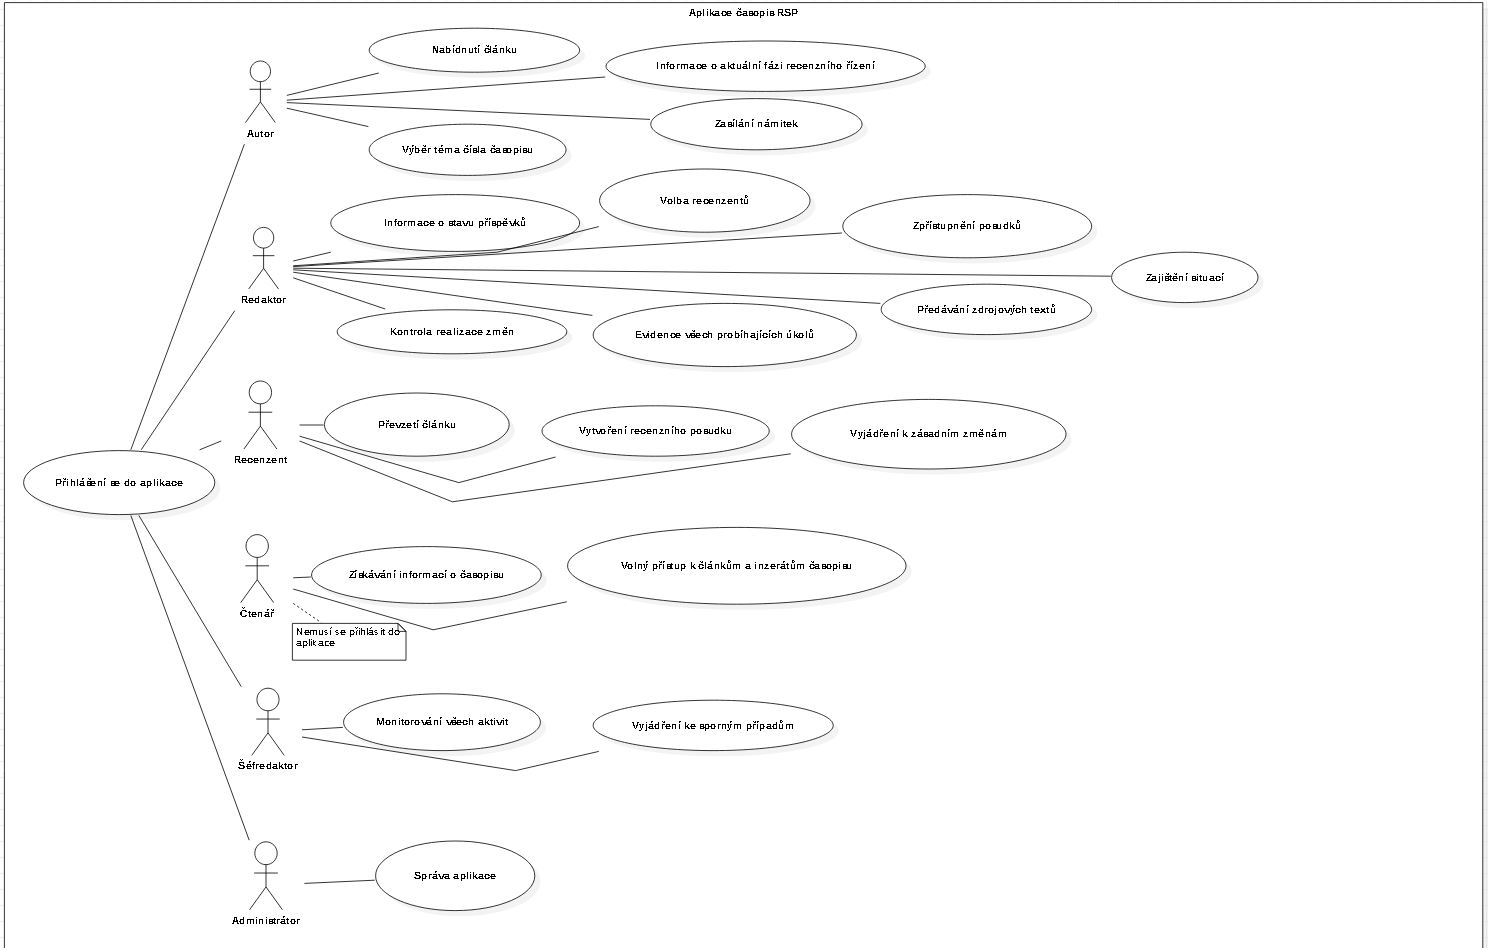 Aplikace časopis RSP
Nabídnutí článku
Informace o aktuální fázi recenzního řízení
Zasílání námitek
Autor
Výběr téma čísla časopisu
Volba recenzentů
Informace o stavu příspěvků
Zpřístupnění posudků
Zajištění situací
Redaktor
Předávání zdrojových textů
Kontrola realizace změn
Evidence všech probíhajících úkolů
Převzetí článku
Vytvoření recenzního posudku
Vyjádření k zásadním změnám
Recenzent
Přihlášení se do aplikace
Získávání informací o časopisu
Volný přístup k článkům a inzerátům časopisu
Čtenář
Nemusí se přihlásit do
aplikace
Monitorování všech aktivit
Vyjádření ke sporným případům
Šéfredaktor
Správa aplikace
Administrátor